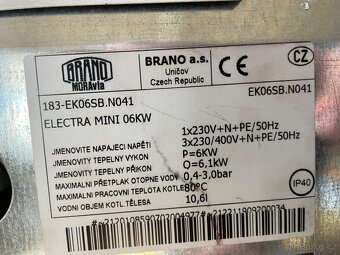 BRANO
MORAVIA
BRANO a.s.
Uničov
Czech Republic
CE
CZ
183-EK06SB.N041
EK06SB.N041
ELECTRA MINI 06KW
JMENOVITE NAPAJECI NAPĚTI 1x230V+N+PE/50Hz
3x230/400V+N+PE/50Hz
JMENOVITY TEPELNY VYKON P=6KW
JMENOVITY TEPELNY PŘIKON Q=6,1kW
MAXIMALNI PŘETLAK OTOPNE VODY 0,4-3,0bar
MAXIMALNI PRACOVNI TEPLOTA KOTLE 80ºC
VODNI OBJEM KOTL.TĚLESA 10,6l
IP40